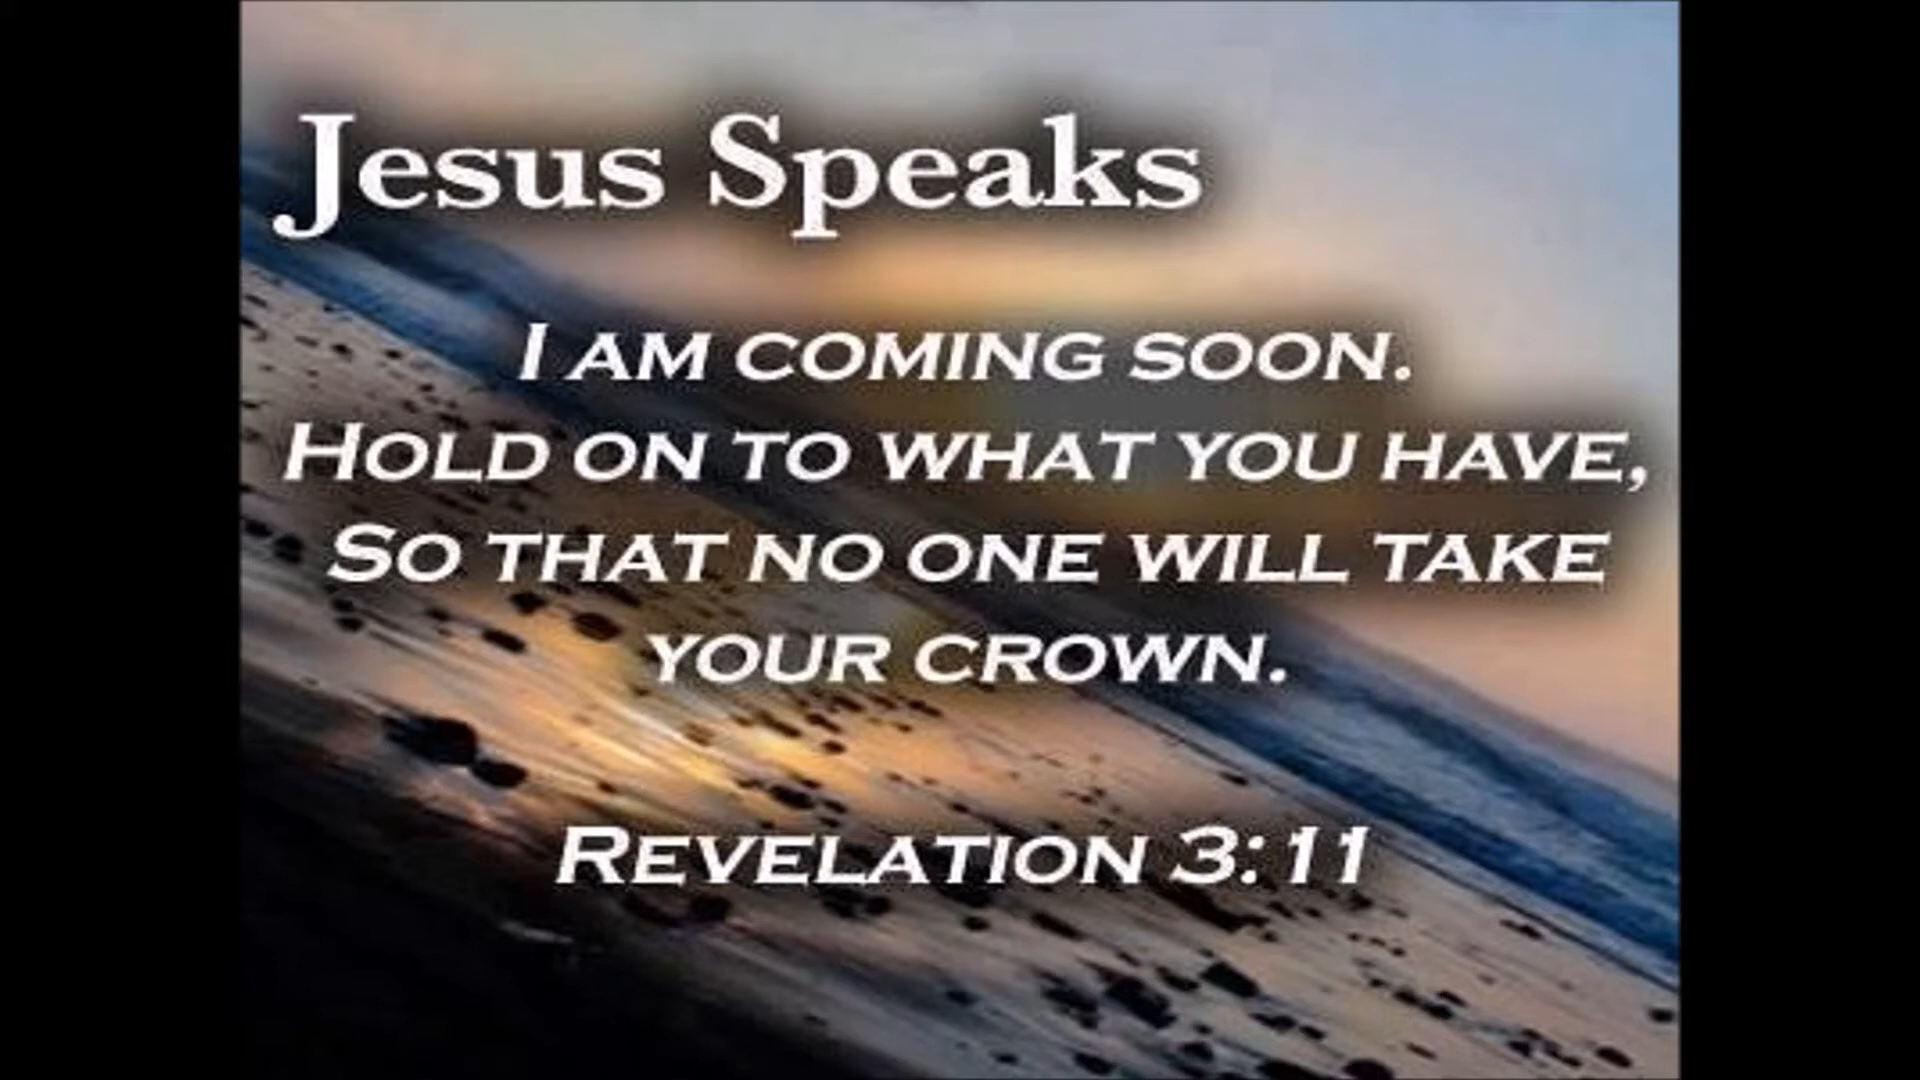 Jesus Speaks
I am coming soon.
Hold on to what you have,
So that no one will take
your crown.
Revelation 3:11